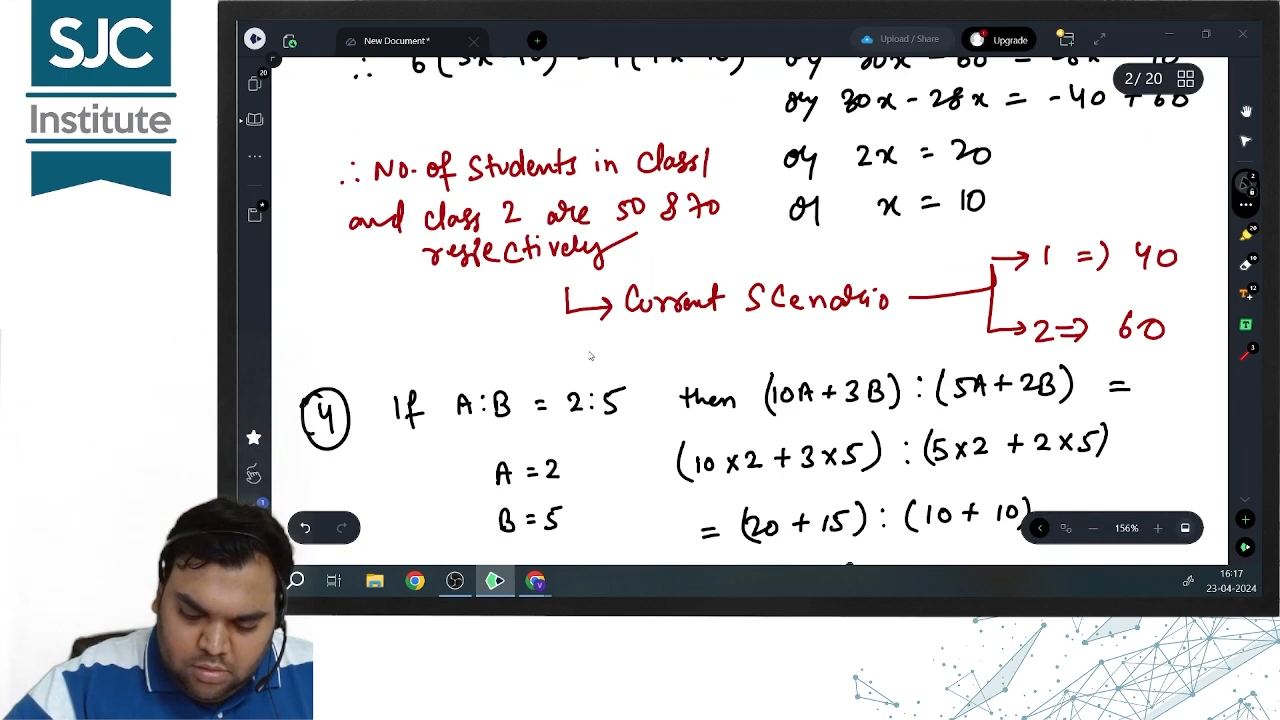 SJC
Institute
New Document*
Upload / Share
Upgrade
2 / 20
or 30x - 28x = -40 + 60
∴ No. of Students in Class 1
or 2x = 20
and class 2 are 50 & 70
or x = 10
respectively
1 => 40
↳ Current Scenario
2 => 60
4 If A:B = 2:5 then (10A + 3B) : (5A + 2B) =
(10 x 2 + 3 x 5) : (5 x 2 + 2 x 5)
A = 2
B = 5
= (20 + 15) : (10 + 10)
156%
16:17
23-04-2024